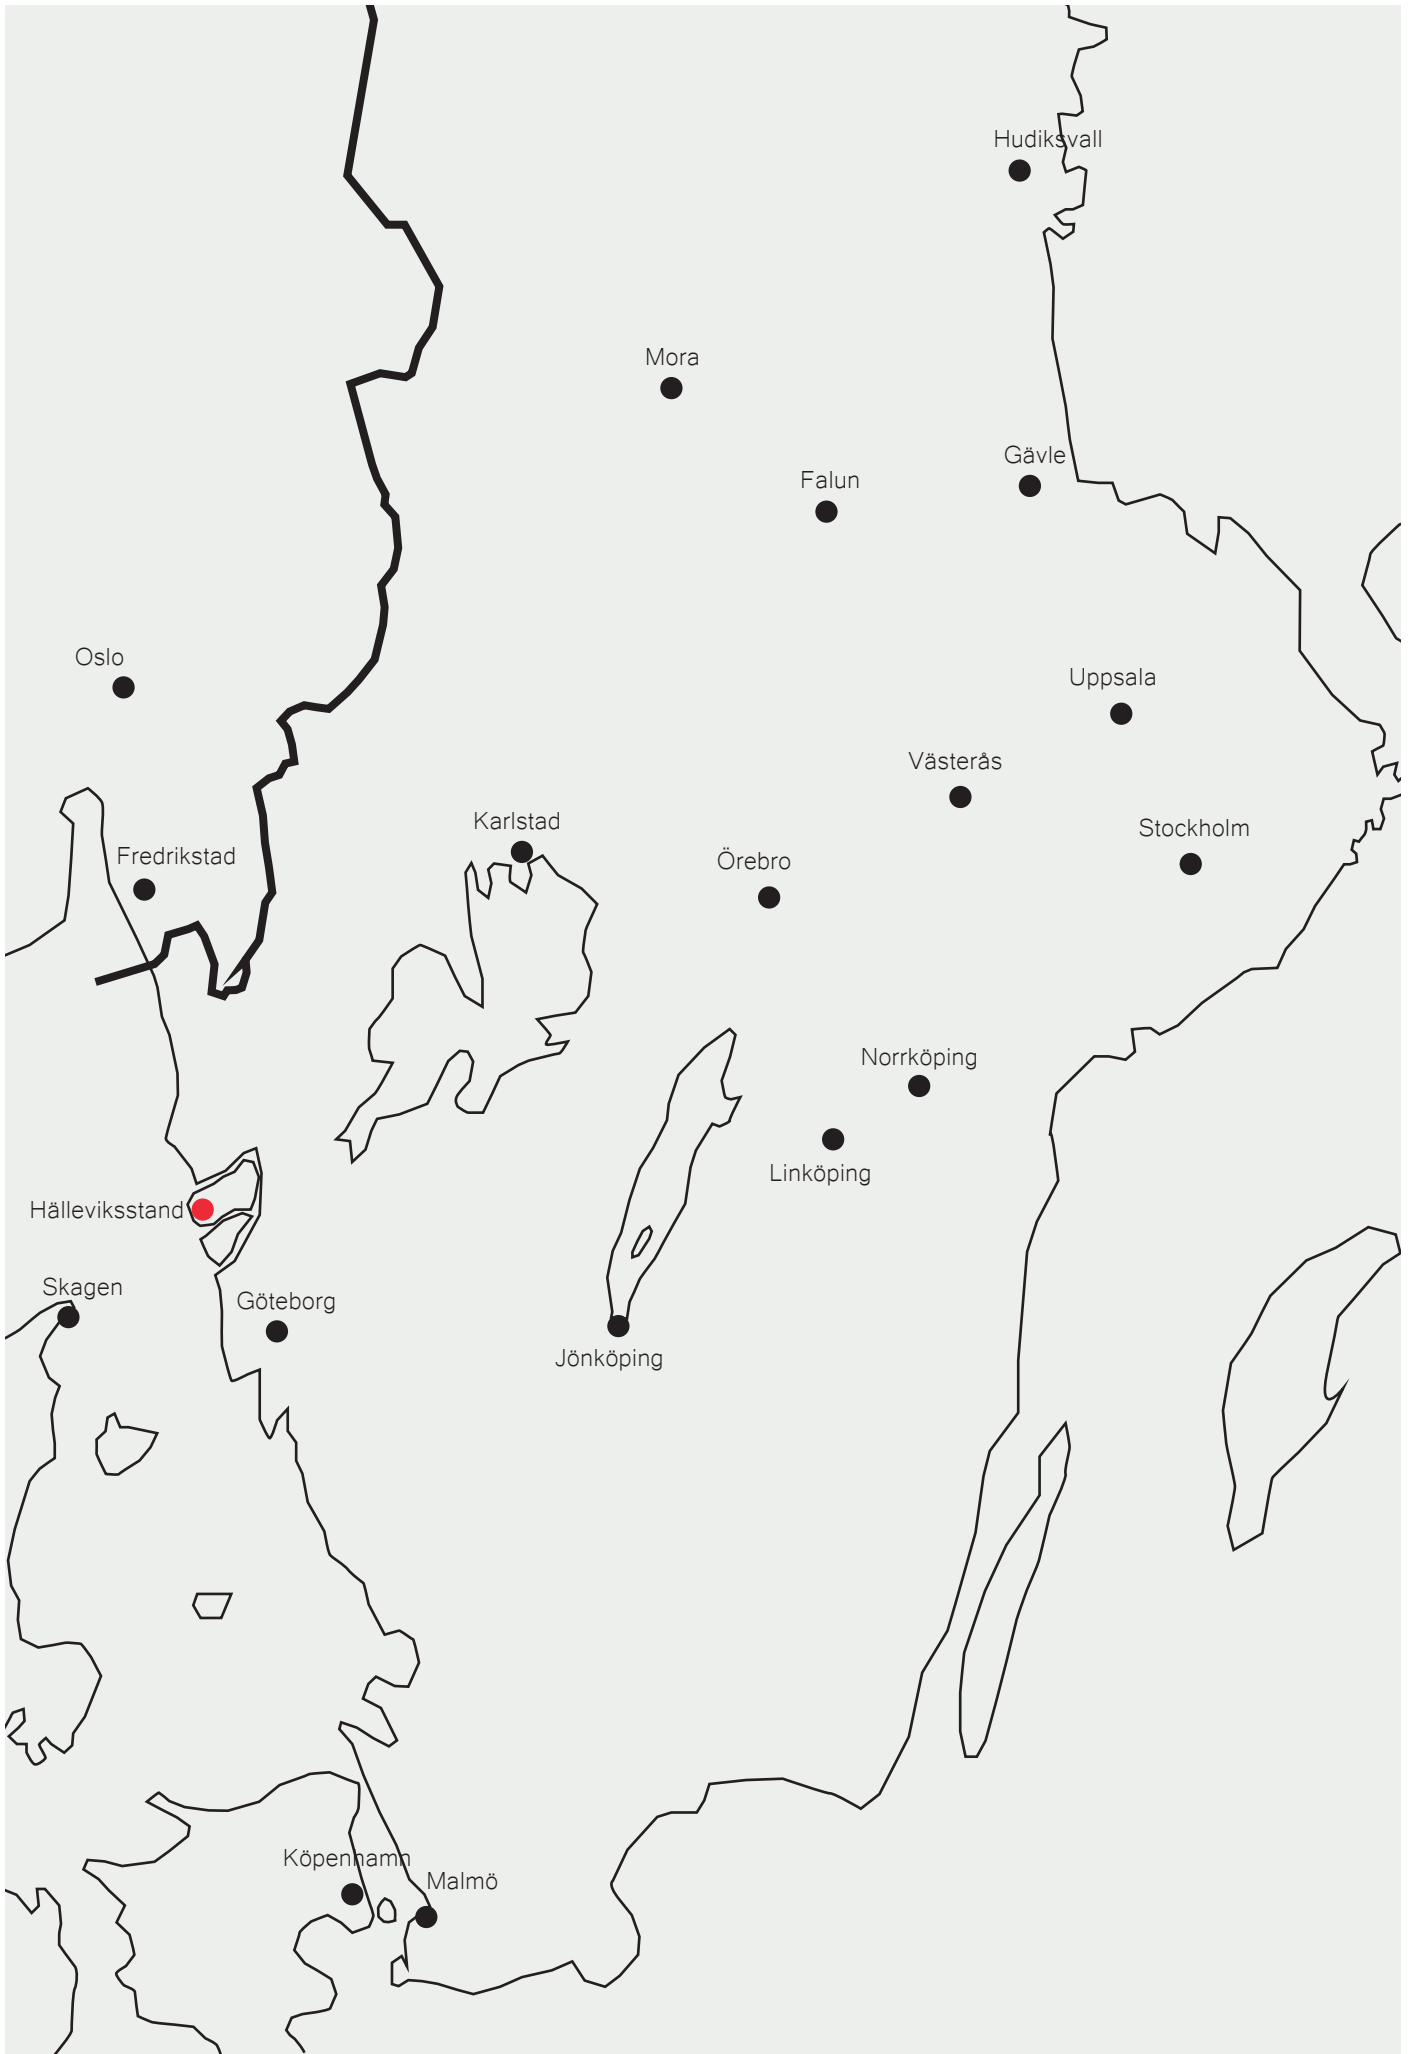 Hudiksvall
Mora
Gävle
Falun
Oslo
Uppsala
Västerås
Karlstad
Stockholm
Fredrikstad
Örebro
Norrköping
Linköping
Hälleviksstand
Skagen
Göteborg
Jönköping
Köpenhamn
Malmö